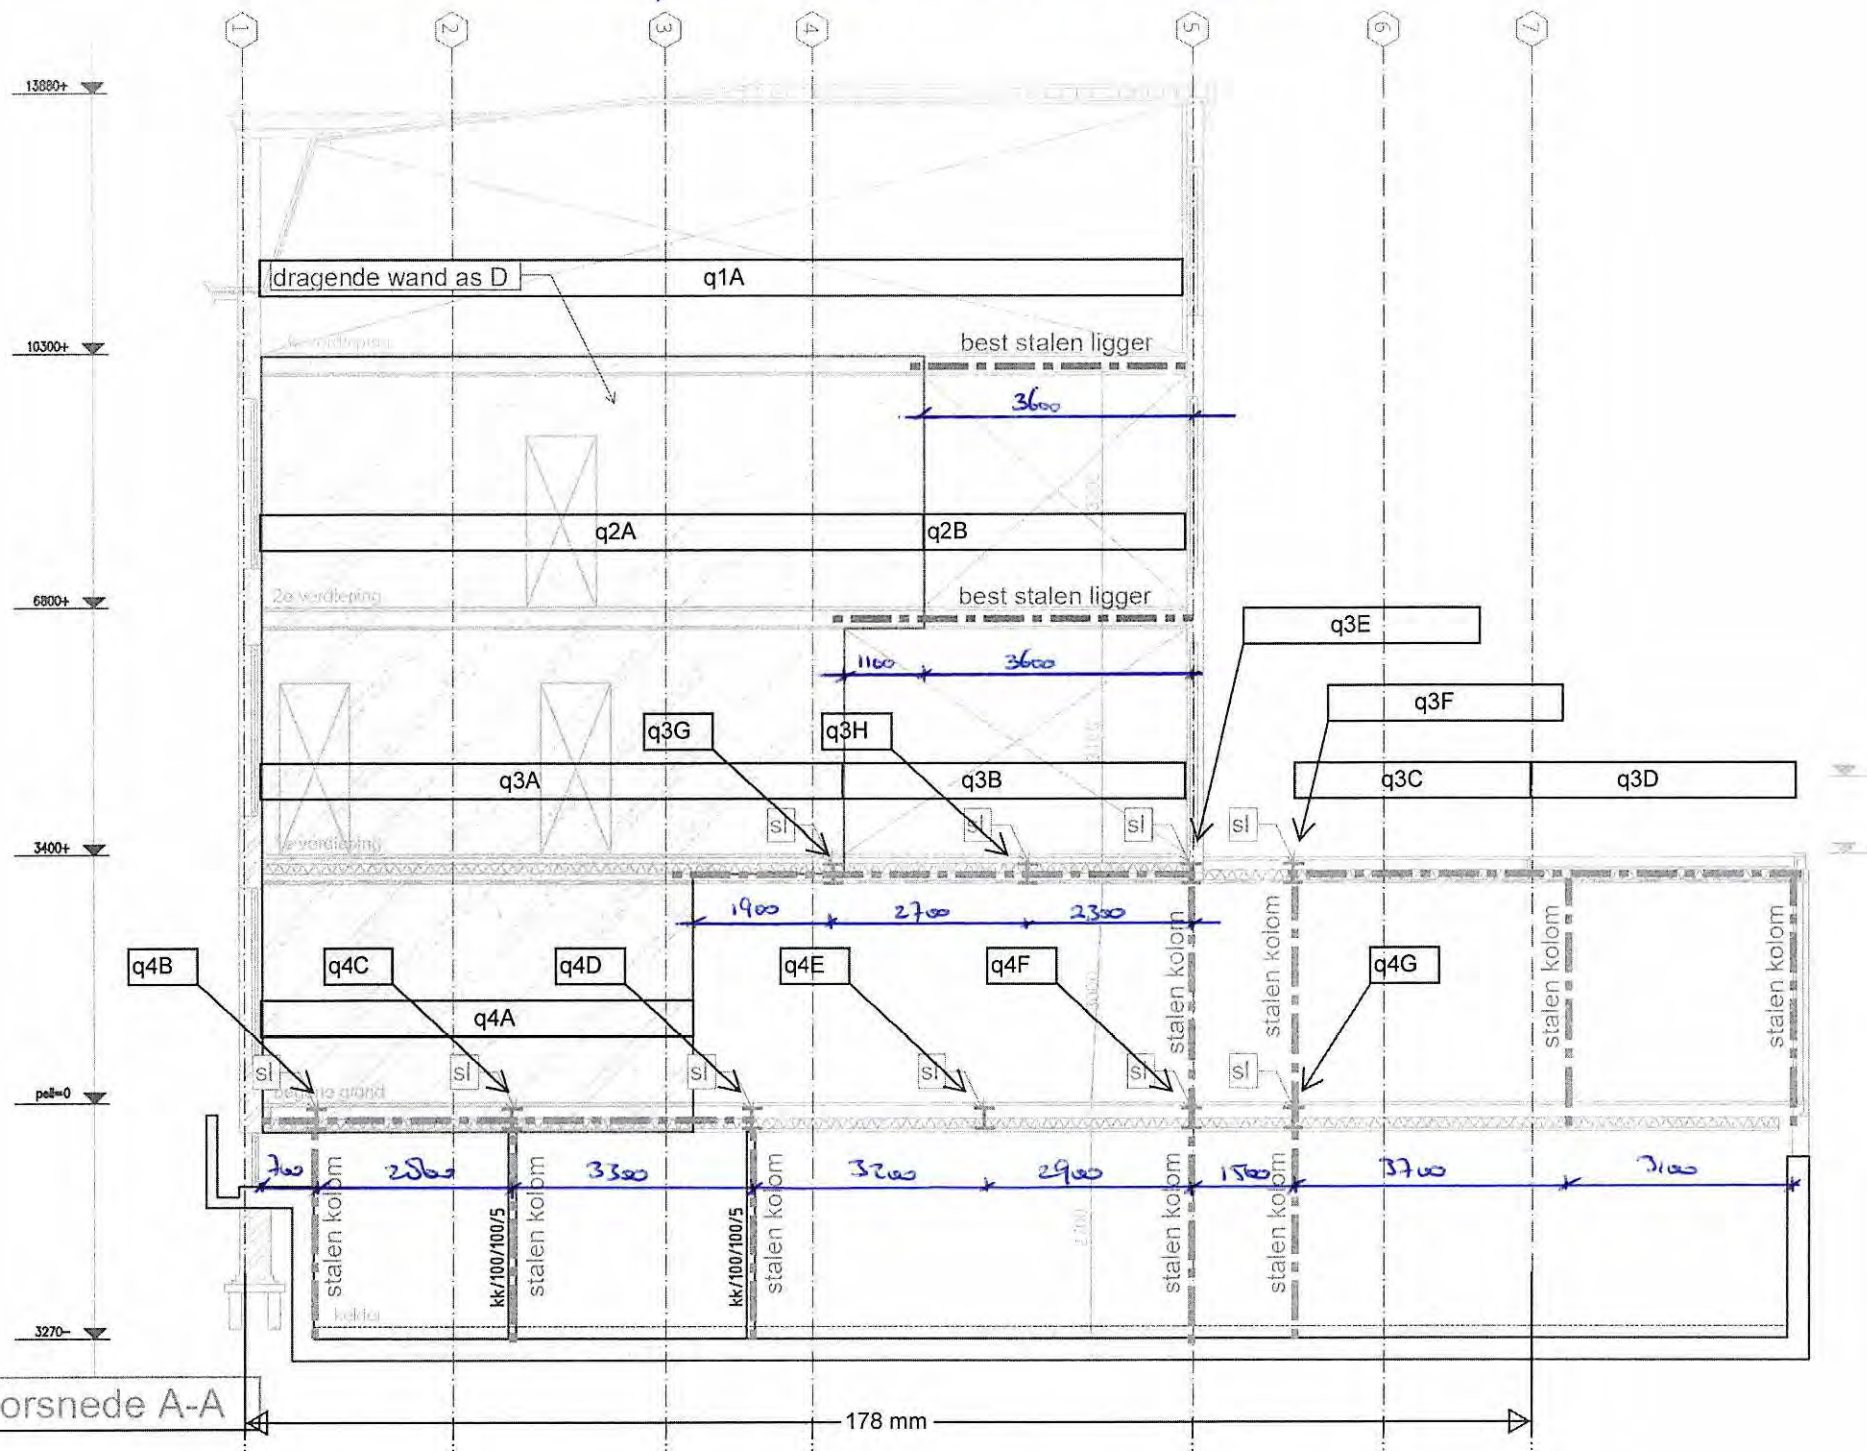 1 2 3 4 5 6 7
13880+
dragende wand as D
q1A
10300+
best stalen ligger
3600
q2A
q2B
6800+
2e verdieping
best stalen ligger
q3E
1100
3600
q3F
q3G
q3H
q3A
q3B
q3C
q3D
sl
sl
sl
sl
3400+
1e verdieping
1900
2700
2300
stalen kolom
stalen kolom
stalen kolom
stalen kolom
q4B
q4C
q4D
q4E
q4F
q4G
q4A
3000
sl
sl
sl
sl
sl
sl
peil=0
begane grond
700
3300
3200
2900
1500
3700
3100
stalen kolom
kk/100/100/5
stalen kolom
kk/100/100/5
stalen kolom
2700
stalen kolom
stalen kolom
kelder
3270-
orsnede A-A
178 mm